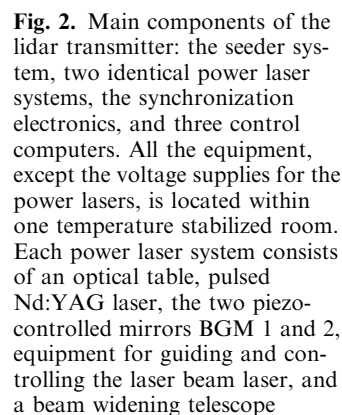 Fig. 2. Main components of the
lidar transmitter: the seeder sys-
tem, two identical power laser
systems, the synchronization
electronics, and three control
computers. All the equipment,
except the voltage supplies for the
power lasers, is located within
one temperature stabilized room.
Each power laser system consists
of an optical table, pulsed
Nd:YAG laser, the two piezo-
controlled mirrors BGM 1 and 2,
equipment for guiding and con-
trolling the laser beam laser, and
a beam widening telescope